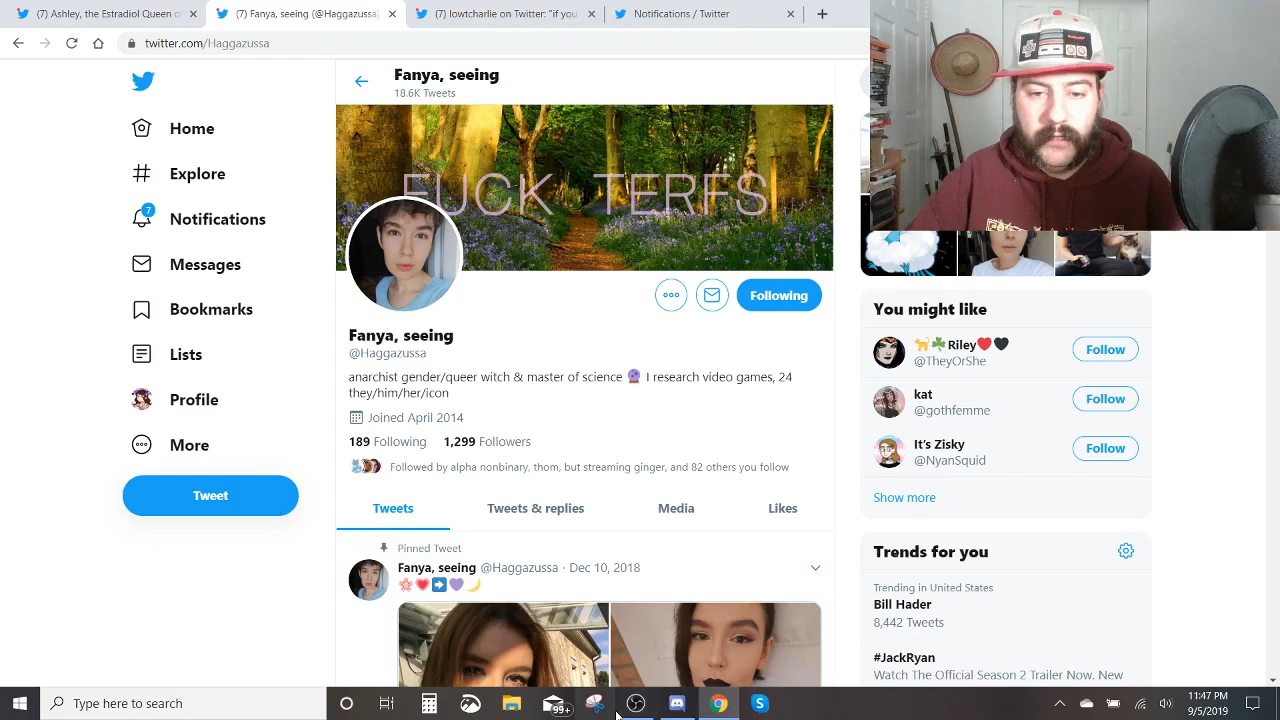 (7) Ashley, the Estradiol Queen o
(7) Fanya, seeing (@Haggazussa)
(7) lowtcharlie on Twitter: "if you
Notifications / Twitter
twitter.com/Haggazussa
Fanya, seeing
18.6K Tweets
FUCK TERFS
Home
Explore
7
Notifications
Messages
Bookmarks
Lists
Profile
More
Tweet
Following
Fanya, seeing
@Haggazussa
anarchist gender/queer witch & master of science 🔮 I research video games, 24
they/him/her/icon
Joined April 2014
189 Following 1,299 Followers
Followed by alpha nonbinary, thom, but streaming ginger, and 82 others you follow
Tweets Tweets & replies Media Likes
Pinned Tweet
Fanya, seeing @Haggazussa · Dec 10, 2018
🌸💗➡️💜🌙
You might like
🐈☘️Riley❤️🖤
@TheyOrShe
Follow
kat
@gothfemme
Follow
It's Zisky
@NyanSquid
Follow
Show more
Trends for you
Trending in United States
Bill Hader
8,442 Tweets
#JackRyan
Watch The Official Season 2 Trailer Now. New
Type here to search
99+
11:47 PM
9/5/2019